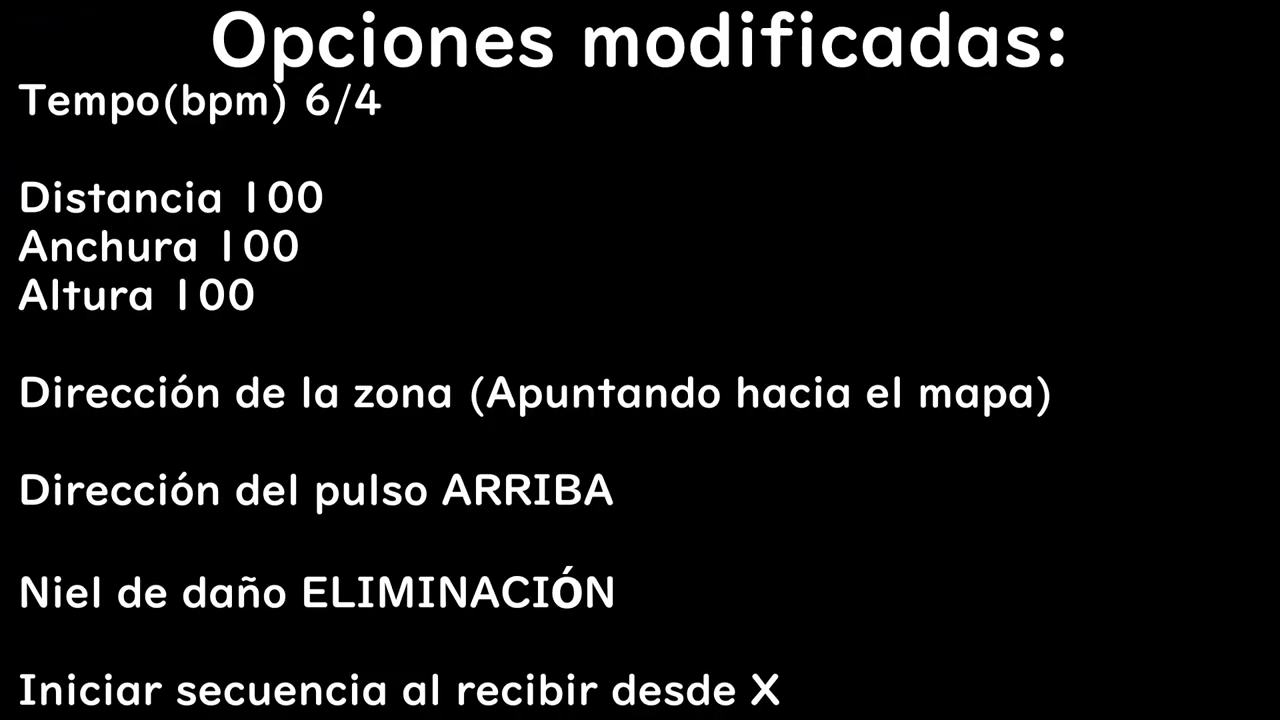 Opciones modificadas:
Tempo(bpm) 6/4
Distancia 100
Anchura 100
Altura 100
Dirección de la zona (Apuntando hacia el mapa)
Dirección del pulso ARRIBA
Niel de daño ELIMINACIÓN
Iniciar secuencia al recibir desde X